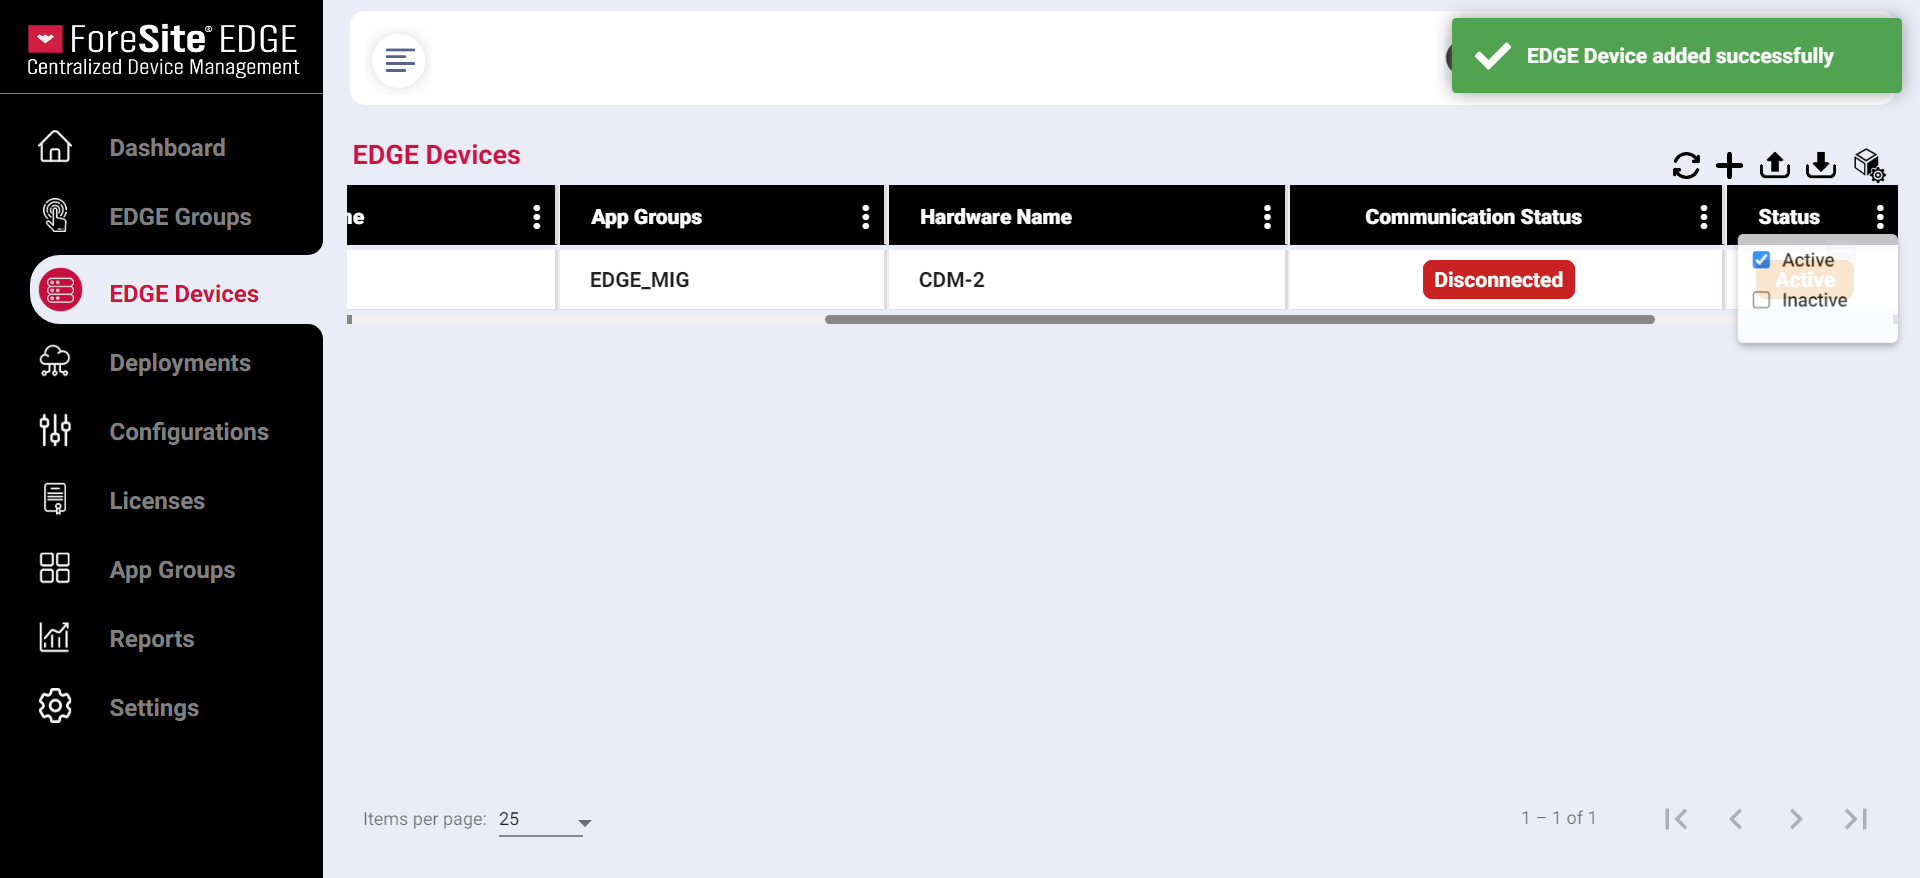 ForeSite® EDGE
Centralized Device Management
EDGE Device added successfully
Dashboard
EDGE Groups
EDGE Devices
Deployments
Configurations
Licenses
App Groups
Reports
Settings
EDGE Devices
ne App Groups Hardware Name Communication Status Status
EDGE_MIG CDM-2 Disconnected Active
Active
Inactive
Items per page: 25
1 – 1 of 1